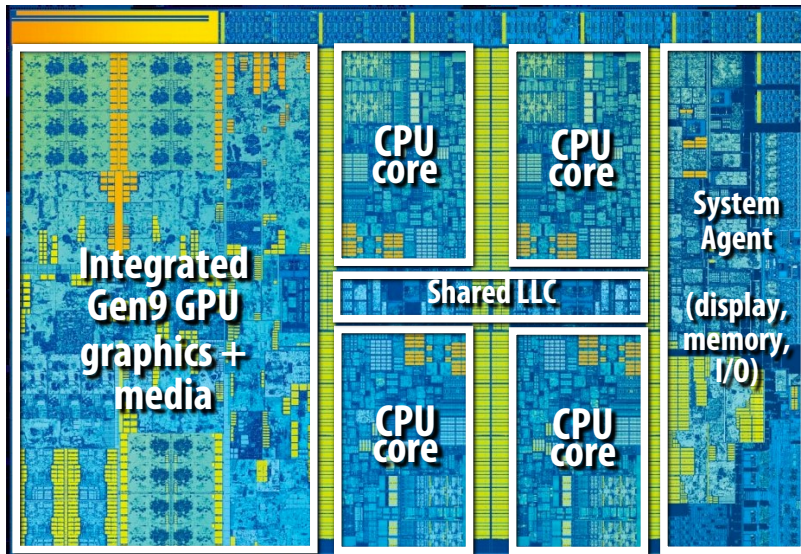 Integrated
Gen9 GPU
graphics +
media
CPU
core
CPU
core
Shared LLC
CPU
core
CPU
core
System
Agent
(display,
memory,
I/O)